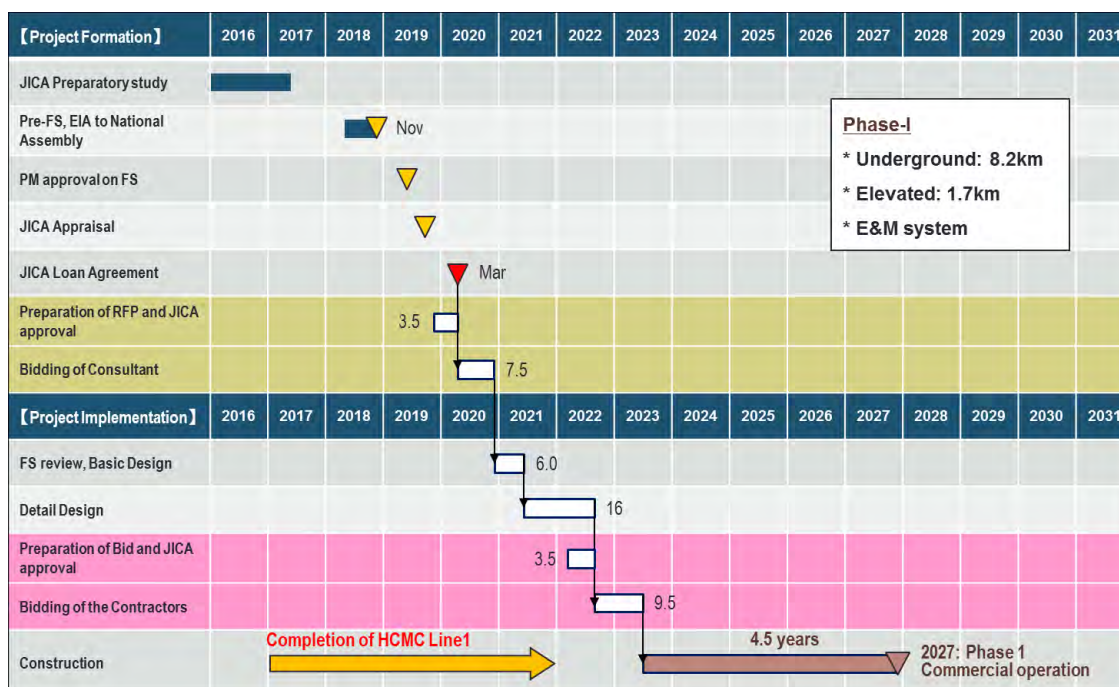 【Project Formation】 2016 2017 2018 2019 2020 2021 2022 2023 2024 2025 2026 2027 2028 2029 2030 2031
JICA Preparatory study
Pre-FS, EIA to National
Assembly
Nov
PM approval on FS
JICA Appraisal
JICA Loan Agreement
Mar
Phase-I
* Underground: 8.2km
* Elevated: 1.7km
* E&M system
Preparation of RFP and JICA
approval
3.5
Bidding of Consultant
7.5
【Project Implementation】 2016 2017 2018 2019 2020 2021 2022 2023 2024 2025 2026 2027 2028 2029 2030 2031
FS review, Basic Design
6.0
Detail Design
16
Preparation of Bid and JICA
approval
3.5
Bidding of the Contractors
9.5
Completion of HCMC Line1
4.5 years
Construction
2027: Phase 1
Commercial operation